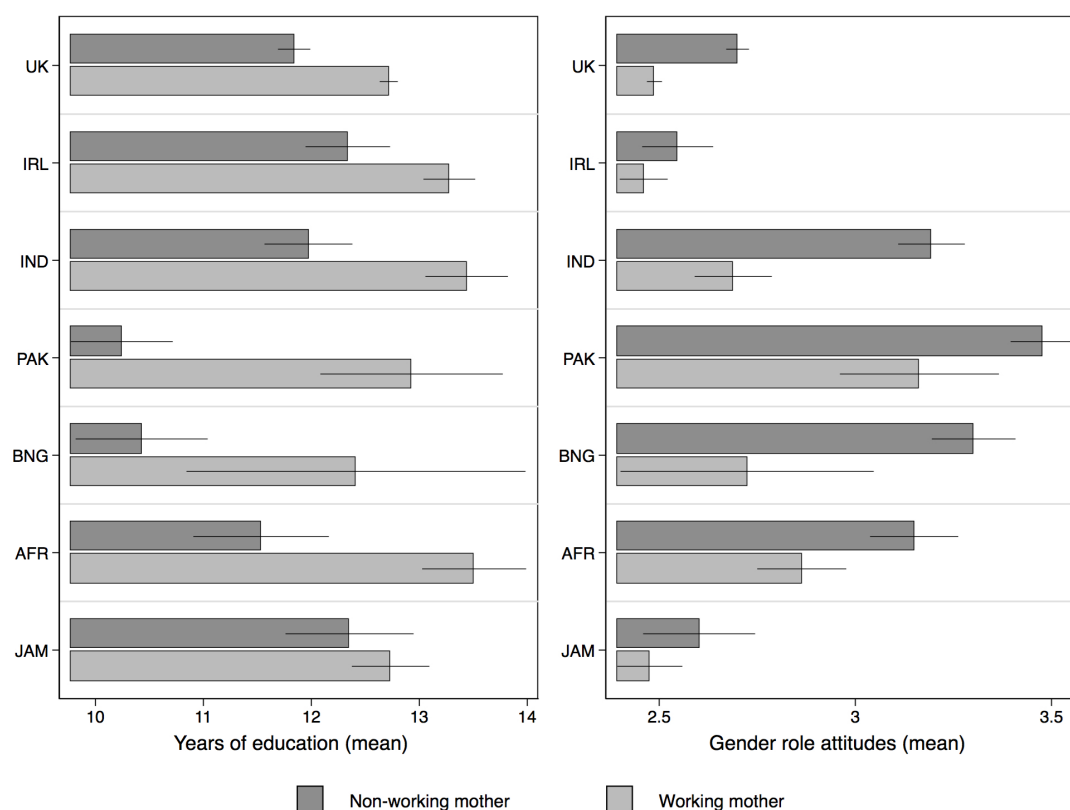 UK
IRL
IND
PAK
BNG
AFR
JAM
10 11 12 13 14
Years of education (mean)
UK
IRL
IND
PAK
BNG
AFR
JAM
2.5 3 3.5
Gender role attitudes (mean)
Non-working mother Working mother